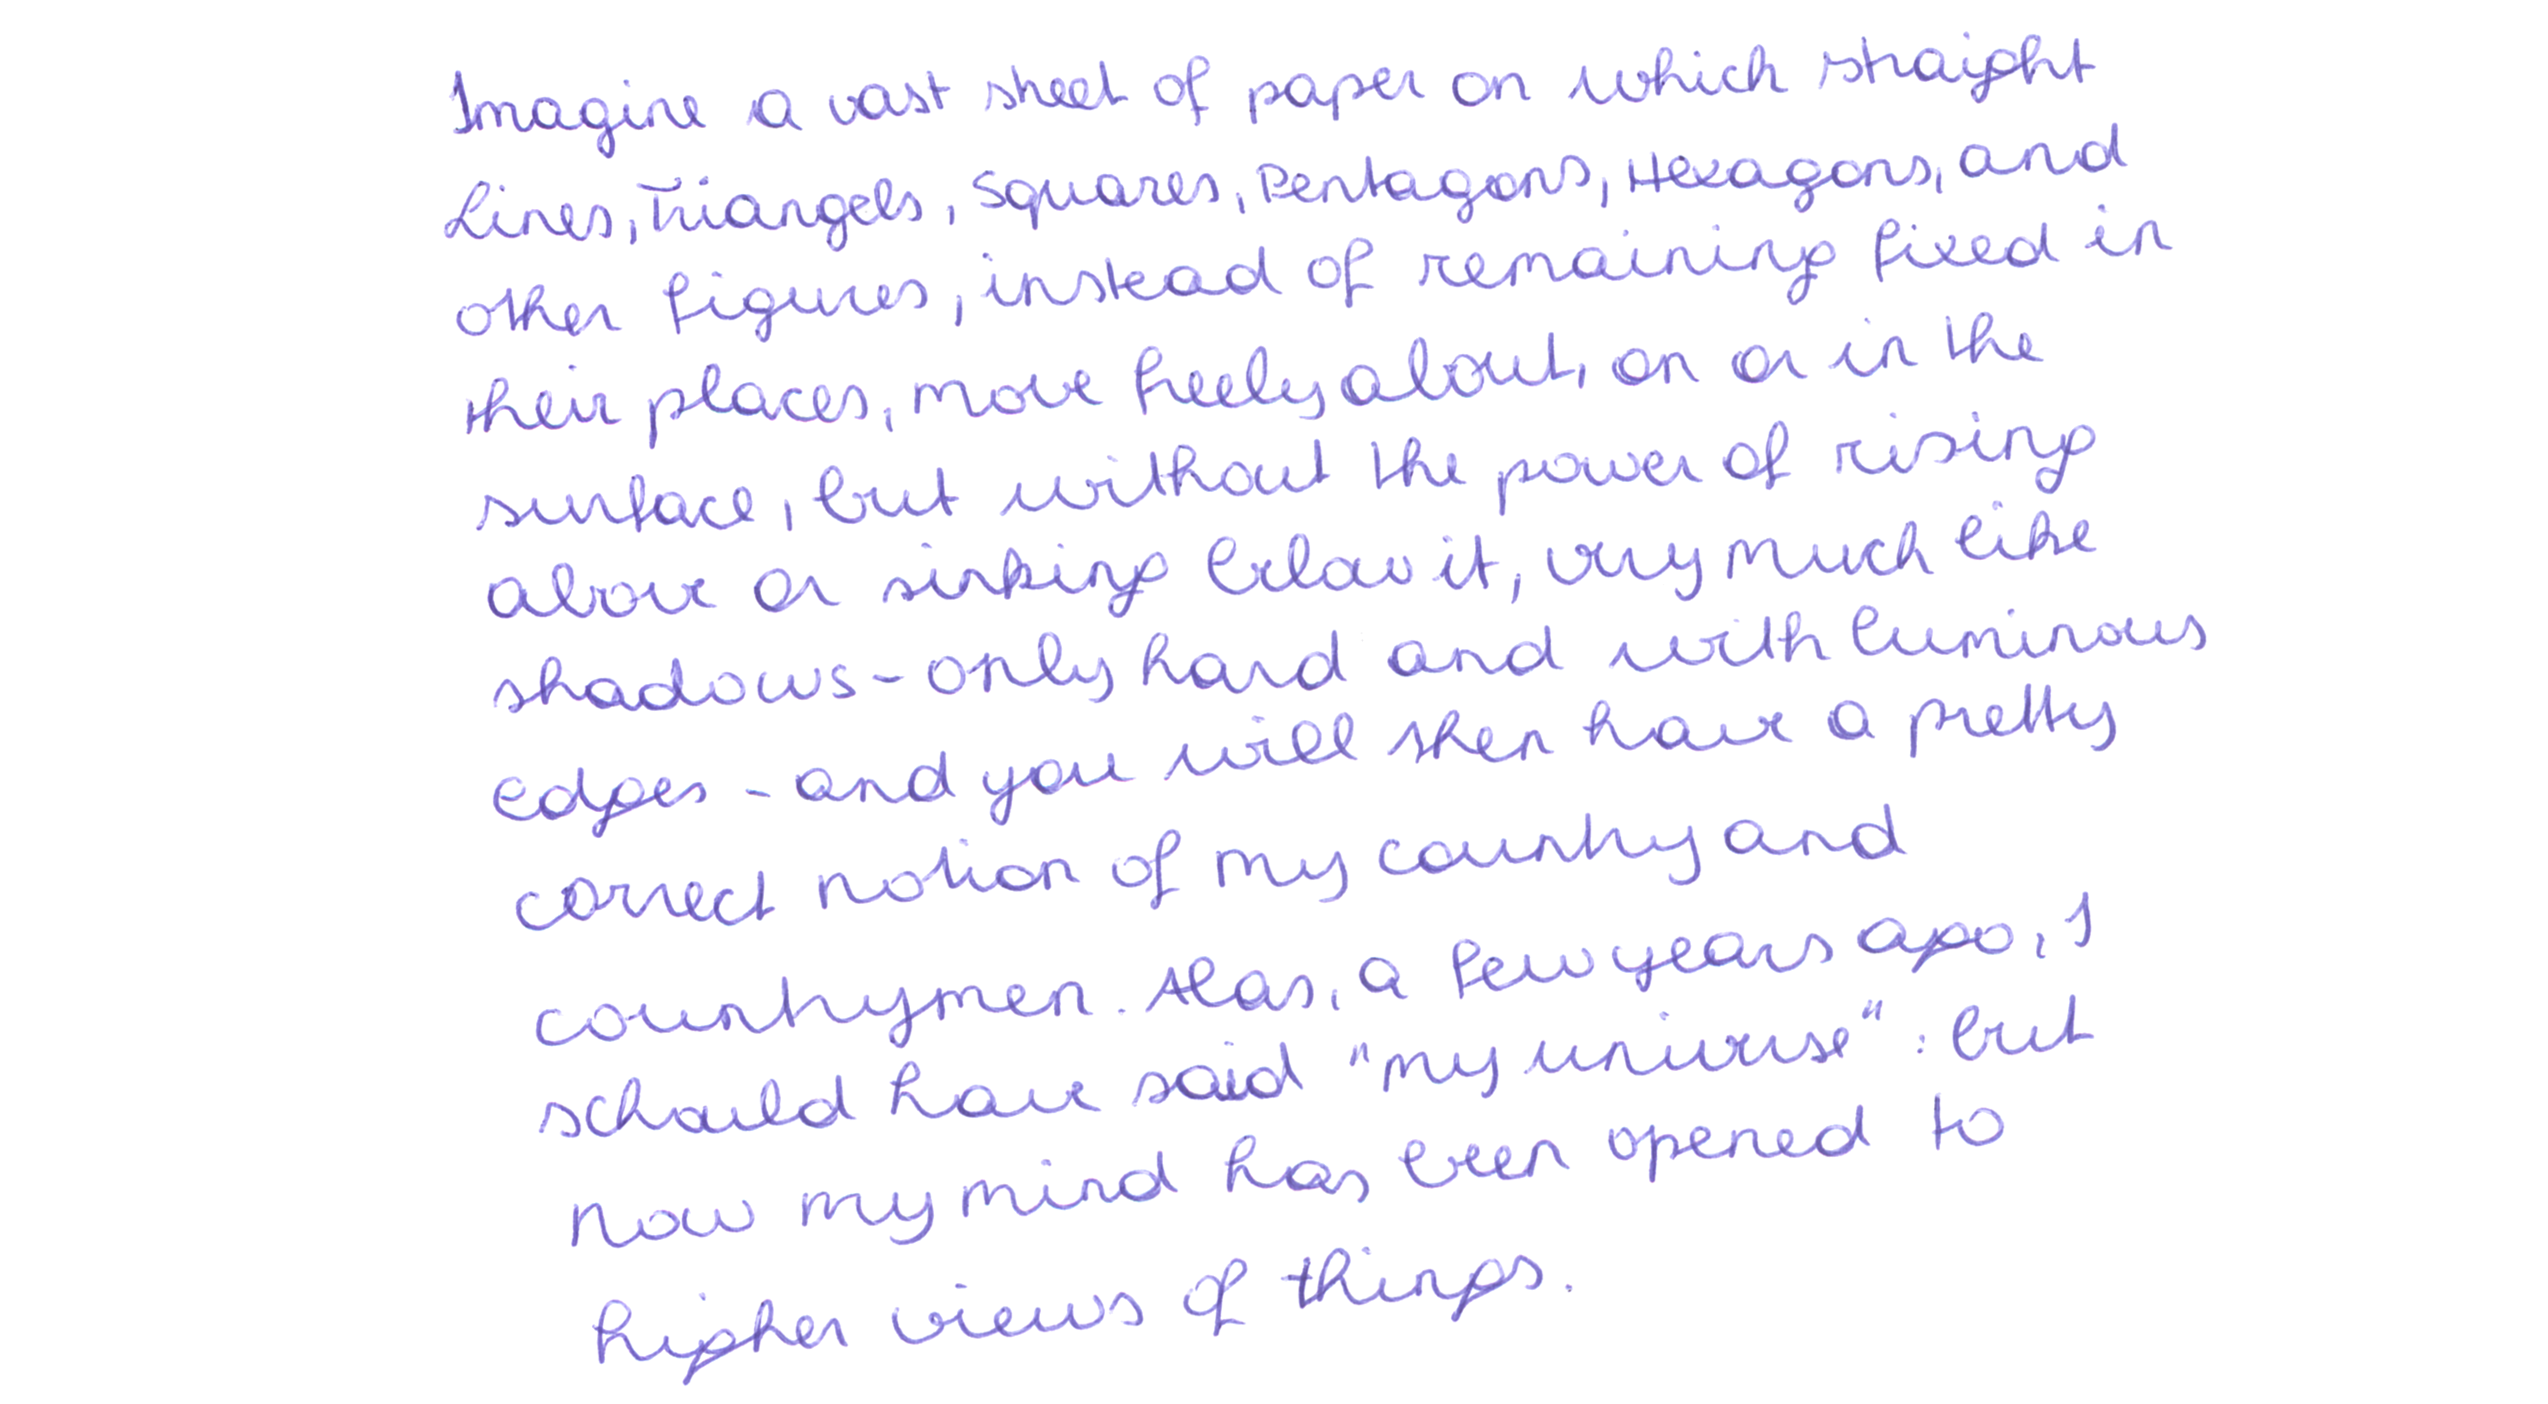 Imagine a vast sheet of paper on which straight
Lines, Triangels, Squares, Pentagons, Hexagons, and
other figures, instead of remaining fixed in
their places, move freely about, on or in the
surface, but without the power of rising
above or sinking below it, very much like
shadows - only hard and with luminous
edges - and you will then have a pretty
correct notion of my country and
countrymen. Alas, a few years ago, I
schould have said "my universe": but
now my mind has been opened to
higher views of things.